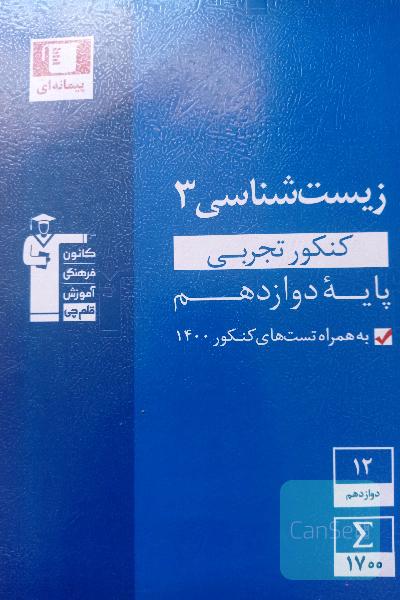 پیمانه‌ای
زیست‌شناسی ۳
کنکور تجربی
پایهٔ دوازدهم
به همراه تست‌های کنکور ۱۴۰۰
کانون
فرهنگی
آموزش
قلم‌چی
۱۲
دوازدهم
Σ
۱۷۰۰